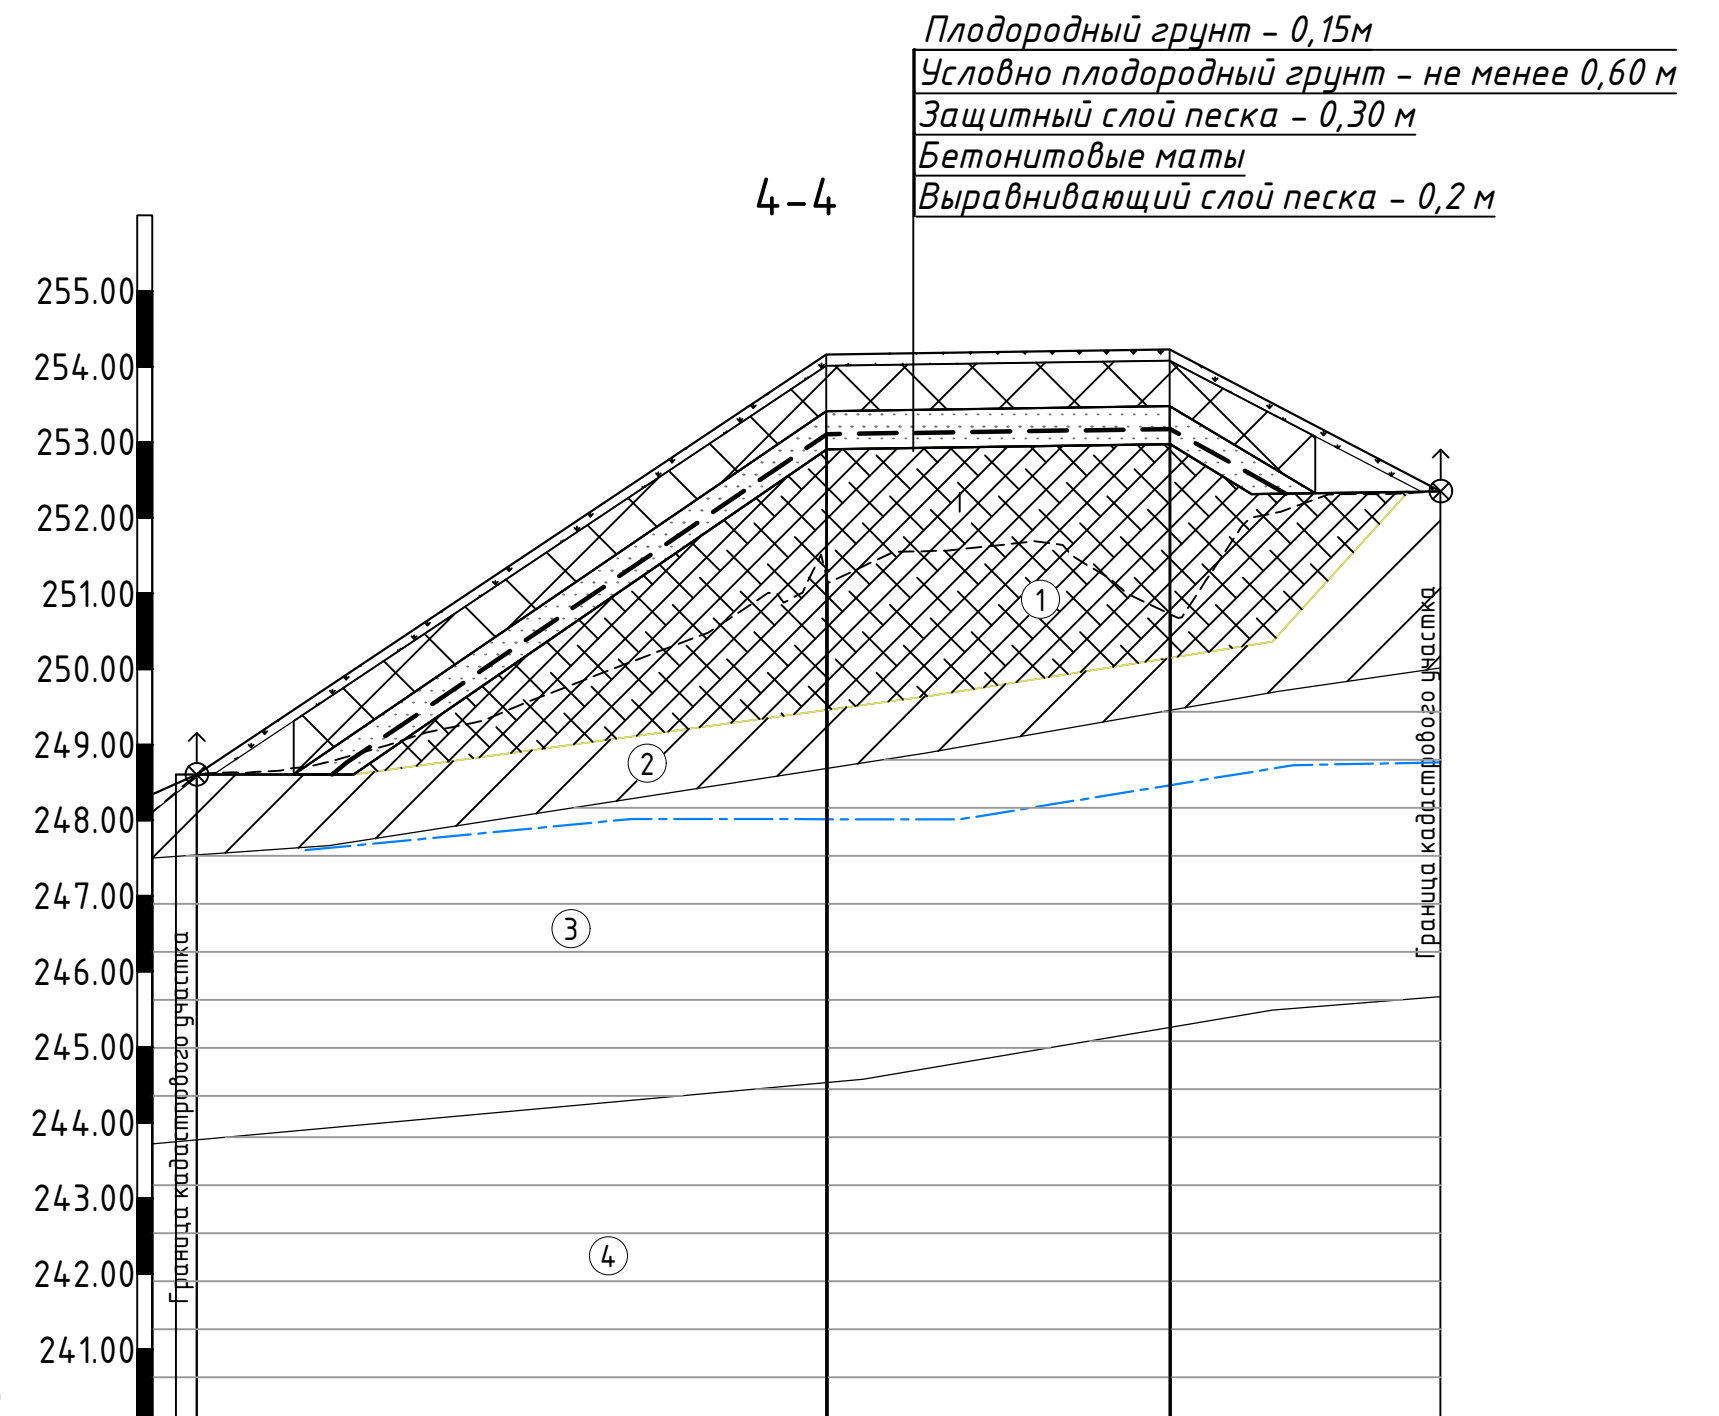 Плодородный грунт - 0,15м
Условно плодородный грунт - не менее 0,60 м
Защитный слой песка - 0,30 м
Бетонитовые маты
Выравнивающий слой песка - 0,2 м
4-4
255.00
254.00
253.00
252.00
251.00
250.00
249.00
248.00
247.00
246.00
245.00
244.00
243.00
242.00
241.00
1
2
3
4
Граница кадастрового участка
Граница кадастрового участка